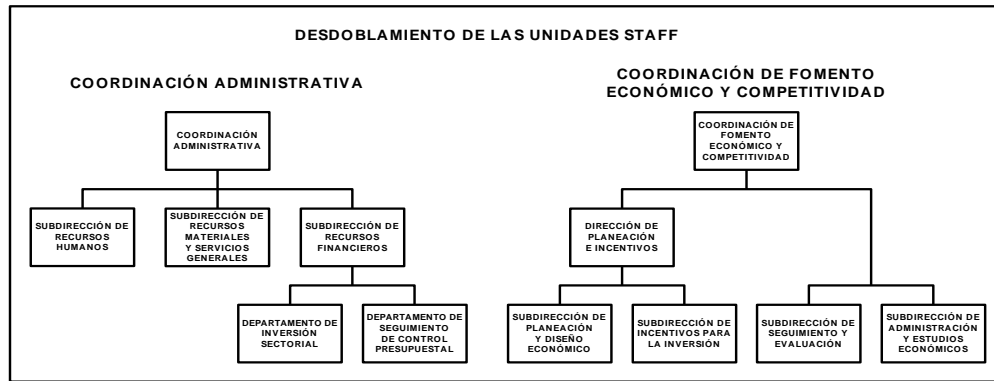 DESDOBLAMIENTO DE LAS UNIDADES STAFF
COORDINACIÓN ADMINISTRATIVA
COORDINACIÓN
ADMINISTRATIVA
SUBDIRECCIÓN DE
RECURSOS
HUMANOS
SUBDIRECCIÓN DE
RECURSOS
MATERIALES
Y SERVICIOS
GENERALES
SUBDIRECCIÓN DE
RECURSOS
FINANCIEROS
DEPARTAMENTO DE
INVERSIÓN
SECTORIAL
DEPARTAMENTO DE
SEGUIMIENTO
DE CONTROL
PRESUPUESTAL
COORDINACIÓN DE FOMENTO
ECONÓMICO Y COMPETITIVIDAD
COORDINACIÓN DE
FOMENTO
ECONÓMICO Y
COMPETITIVIDAD
DIRECCIÓN DE
PLANEACIÓN
E INCENTIVOS
SUBDIRECCIÓN DE
PLANEACIÓN
Y DISEÑO
ECONÓMICO
SUBDIRECCIÓN DE
INCENTIVOS PARA
LA INVERSIÓN
SUBDIRECCIÓN DE
SEGUIMIENTO Y
EVALUACIÓN
SUBDIRECCIÓN DE
ADMINISTRACIÓN
Y ESTUDIOS
ECONÓMICOS